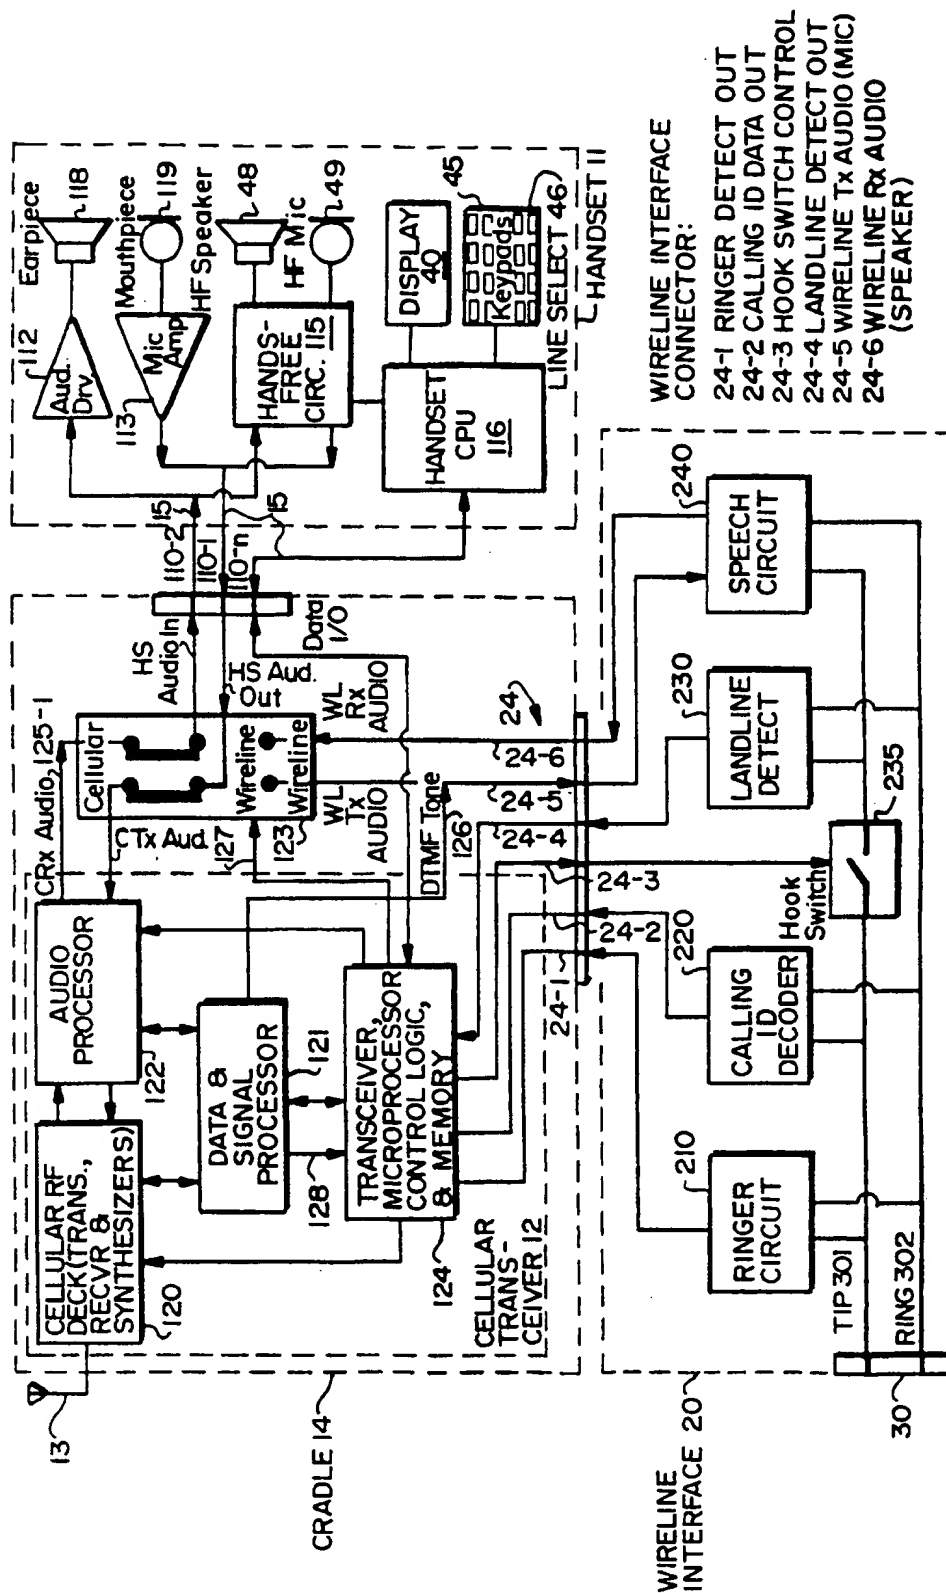 13
CELLULAR RF
DECK (TRANS.,
RECVR &
SYNTHESIZERS)
120
AUDIO
PROCESSOR
122
CRx Audio, 125-1
CTx Aud.
127
Cellular
Wireline
Wireline
123
HS
Audio In
HS Aud.
Out
110-2
110-1
110-n
15
15
Data
I/O
DATA &
SIGNAL
PROCESSOR
121
128
TRANSCEIVER,
MICROPROCESSOR
CONTROL LOGIC,
& MEMORY
124
CELLULAR
TRANS-
CEIVER 12
CRADLE 14
WL
Tx
AUDIO
WL
Rx
AUDIO
DTMF Tone
126
24
24-6
24-5
24-4
24-3
24-2
24-1
112
Aud.
Drv.
Earpiece
118
113
Mic
Amp
Mouthpiece
119
HANDS-
FREE
CIRC. 115
HF Speaker
48
HF Mic
49
HANDSET
CPU
116
DISPLAY
40
45
Keypads
LINE SELECT 46
HANDSET 11
WIRELINE
INTERFACE 20
30
TIP 301
RING 302
RINGER
CIRCUIT
210
CALLING
ID
DECODER
220
Hook
Switch
235
LANDLINE
DETECT
230
SPEECH
CIRCUIT
240
WIRELINE INTERFACE
CONNECTOR:
24-1 RINGER DETECT OUT
24-2 CALLING ID DATA OUT
24-3 HOOK SWITCH CONTROL
24-4 LANDLINE DETECT OUT
24-5 WIRELINE Tx AUDIO (MIC)
24-6 WIRELINE Rx AUDIO
(SPEAKER)